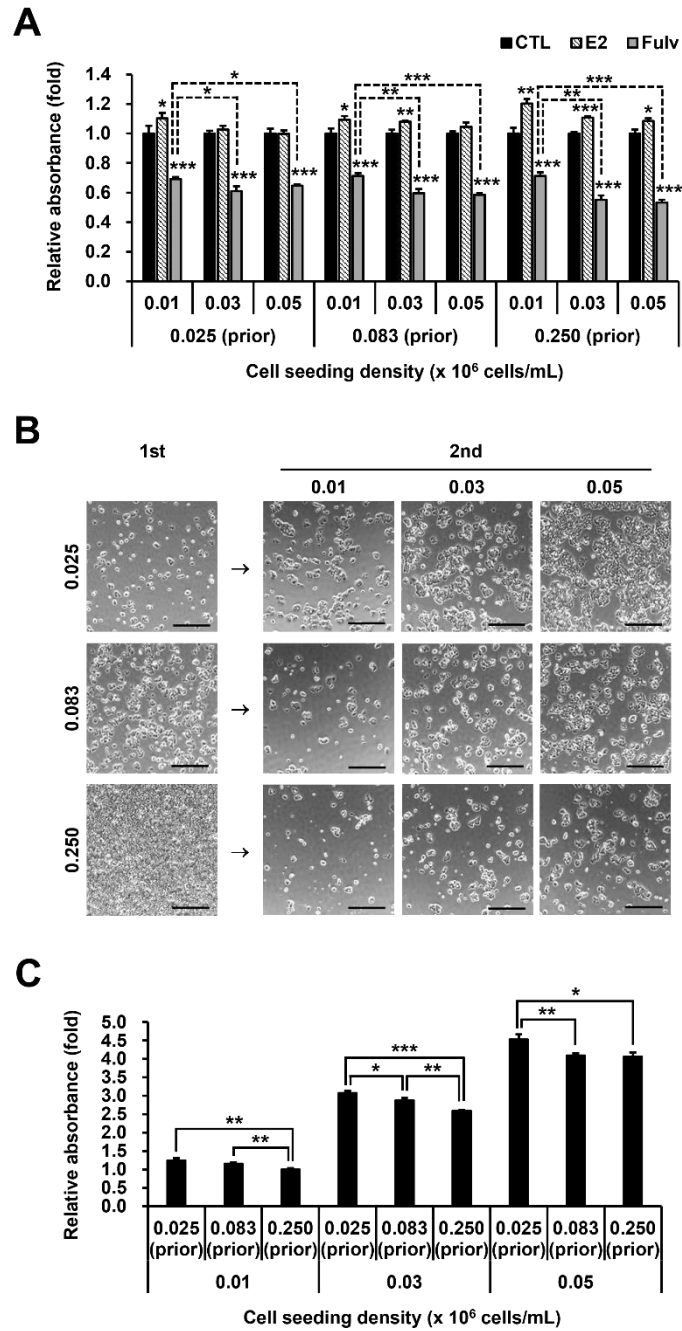 A
CTL E2 Fulv
Relative absorbance (fold)
1.4
1.2
1.0
0.8
0.6
0.4
0.2
0.0
* * *** * *** * ***
* *** ** ** *** *** ***
** *** ** *** *** *** * ***
0.01 0.03 0.05 0.01 0.03 0.05 0.01 0.03 0.05
0.025 (prior) 0.083 (prior) 0.250 (prior)
Cell seeding density (x 10⁶ cells/mL)
B
1st 2nd
0.01 0.03 0.05
0.025 →
0.083 →
0.250 →
C
Relative absorbance (fold)
5.0
4.5
4.0
3.5
3.0
2.5
2.0
1.5
1.0
0.5
0.0
** **
*** * **
* **
0.025 0.083 0.250 0.025 0.083 0.250 0.025 0.083 0.250
(prior) (prior) (prior) (prior) (prior) (prior) (prior) (prior) (prior)
0.01 0.03 0.05
Cell seeding density (x 10⁶ cells/mL)